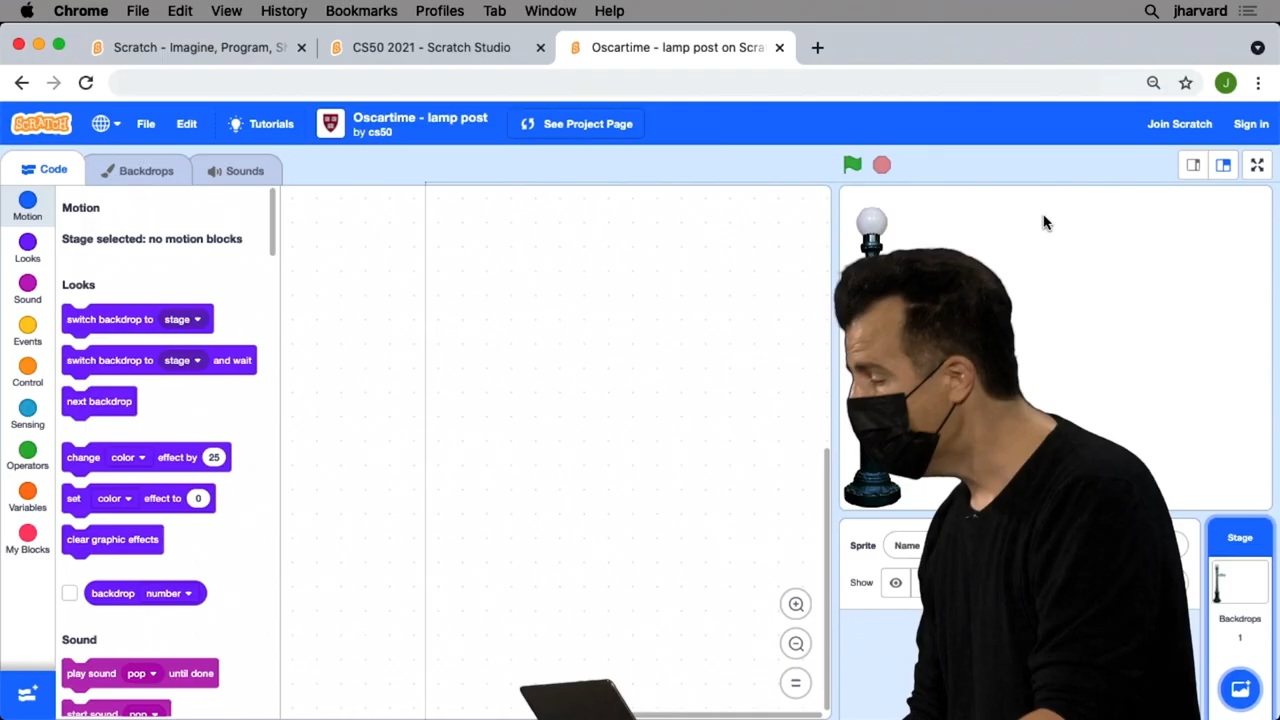 Chrome File Edit View History Bookmarks Profiles Tab Window Help jharvard
Scratch - Imagine, Program, S CS50 2021 - Scratch Studio Oscartime - lamp post on Scra
SCRATCH File Edit Tutorials Oscartime - lamp post See Project Page Join Scratch Sign in
by cs50
Code Backdrops Sounds
Motion
Looks
Sound
Events
Control
Sensing
Operators
Variables
My Blocks
Motion
Stage selected: no motion blocks
Looks
switch backdrop to stage
switch backdrop to stage and wait
next backdrop
change color effect by 25
set color effect to 0
clear graphic effects
backdrop number
Sound
play sound pop until done
start sound pop
Sprite Name
Show
Stage
Backdrops
1
J